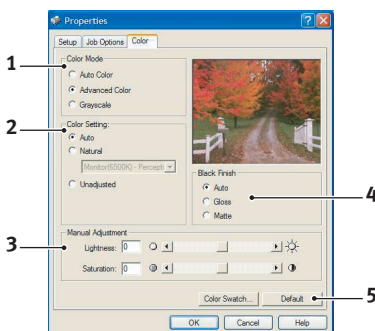 Properties
Setup Job Options Color
1
Color Mode
Auto Color
Advanced Color
Grayscale
2
Color Setting:
Auto
Natural
Monitor(6500K) - Percepti
Unadjusted
Black Finish
Auto
Gloss
Matte
4
3
Manual Adjustment
Lightness: 0
Saturation: 0
Color Swatch... Default
5
OK Cancel Help